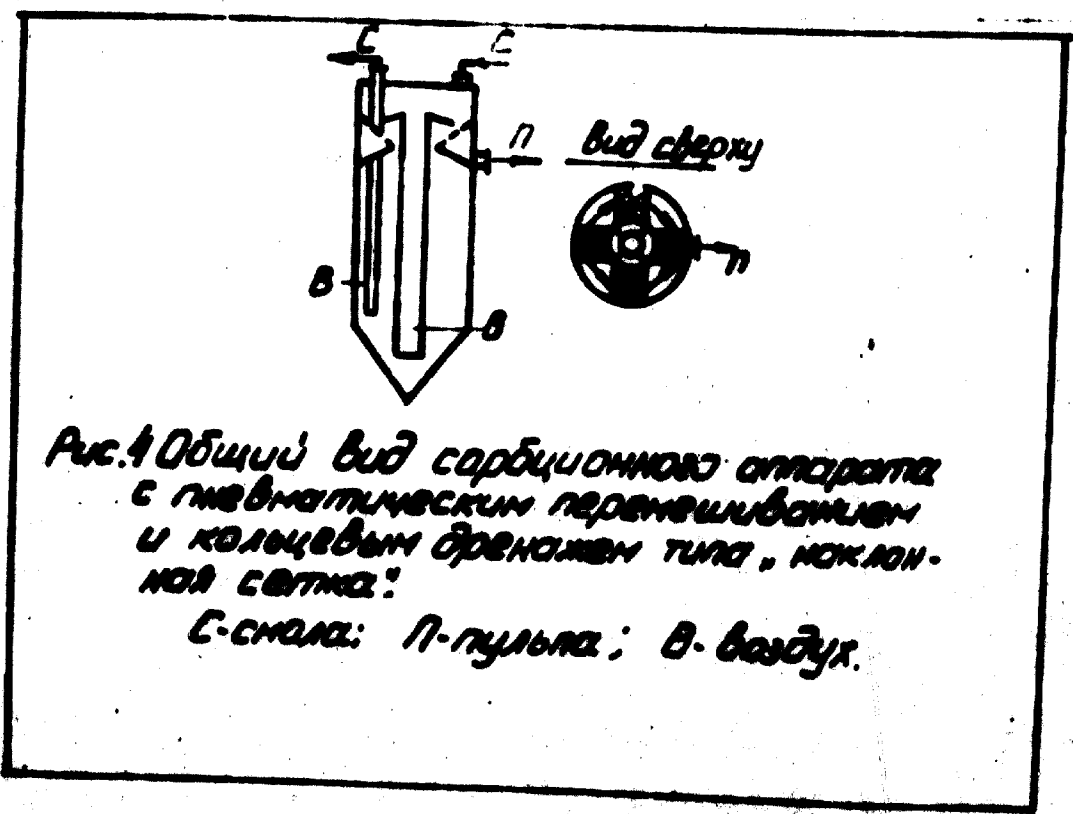 С С
П
Вид сверху
П
В
В
Рис.4 Общий вид сорбционного аппарата
с пневматическим перемешиванием
и кольцевым дренажем типа „наклон-
ная сетка":
С-смола; П-пульпа; В-воздух.